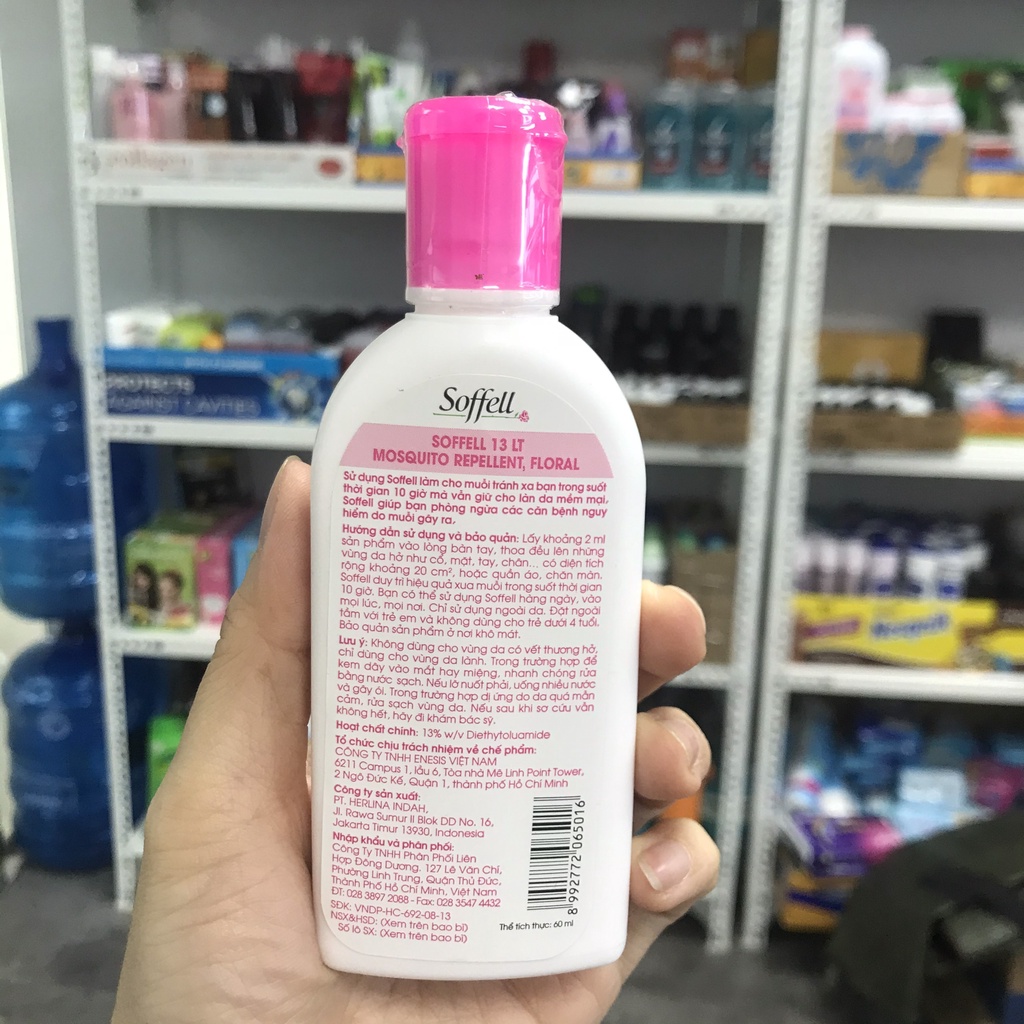 PROTECTS
AGAINST CAVITIES
Soffell
SOFFELL 13 LT
MOSQUITO REPELLENT, FLORAL
Sử dụng Soffell làm cho muỗi tránh xa bạn trong suốt
thời gian 10 giờ mà vẫn giữ cho làn da mềm mại,
Soffell giúp bạn phòng ngừa các căn bệnh nguy
hiểm do muỗi gây ra,
Hướng dẫn sử dụng và bảo quản: Lấy khoảng 2 ml
sản phẩm vào lòng bàn tay, thoa đều lên những
vùng da hở như cổ, mặt, tay, chân... có diện tích
rộng khoảng 20 cm², hoặc quần áo, chăn màn.
Soffell duy trì hiệu quả xua muỗi trong suốt thời gian
10 giờ. Bạn có thể sử dụng Soffell hàng ngày, vào
mọi lúc, mọi nơi. Chỉ sử dụng ngoài da. Đặt ngoài
tầm với trẻ em và không dùng cho trẻ dưới 4 tuổi.
Bảo quản sản phẩm ở nơi khô mát.
Lưu ý: Không dùng cho vùng da có vết thương hở,
chỉ dùng cho vùng da lành. Trong trường hợp để
kem dây vào mắt hay miệng, nhanh chóng rửa
bằng nước sạch. Nếu lỡ nuốt phải, uống nhiều nước
và gây ói. Trong trường hợp dị ứng do da quá mẫn
cảm, rửa sạch vùng da. Nếu sau khi sơ cứu vẫn
không hết, hãy đi khám bác sỹ.
Hoạt chất chính: 13% w/v Diethytoluamide
Tổ chức chịu trách nhiệm về chế phẩm:
CÔNG TY TNHH ENESIS VIỆT NAM
6211 Campus 1, lầu 6, Tòa nhà Mê Linh Point Tower,
2 Ngô Đức Kế, Quận 1, thành phố Hồ Chí Minh
Công ty sản xuất:
PT. HERLINA INDAH,
Jl. Rawa Sumur II Blok DD No. 16,
Jakarta Timur 13930, Indonesia
Nhập khẩu và phân phối:
Công Ty TNHH Phân Phối Liên
Hợp Đông Dương. 127 Lê Văn Chí,
Phường Linh Trung, Quận Thủ Đức,
Thành Phố Hồ Chí Minh, Việt Nam
ĐT: 028 3897 2088 - Fax: 028 3547 4432
SĐK: VNDP-HC-692-08-13
NSX&HSD: (Xem trên bao bì)
Số lô SX: (Xem trên bao bì)
8 992772 065016
Thể tích thực: 60 ml